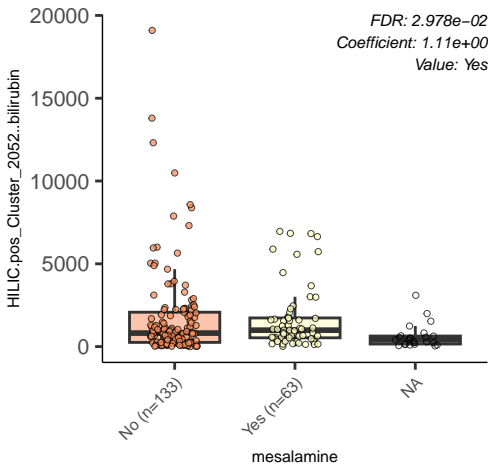 FDR: 2.978e−02
Coefficient: 1.11e+00
Value: Yes
HILIC.pos_Cluster_2052..bilirubin
20000
15000
10000
5000
0
No (n=133)
Yes (n=63)
NA
mesalamine